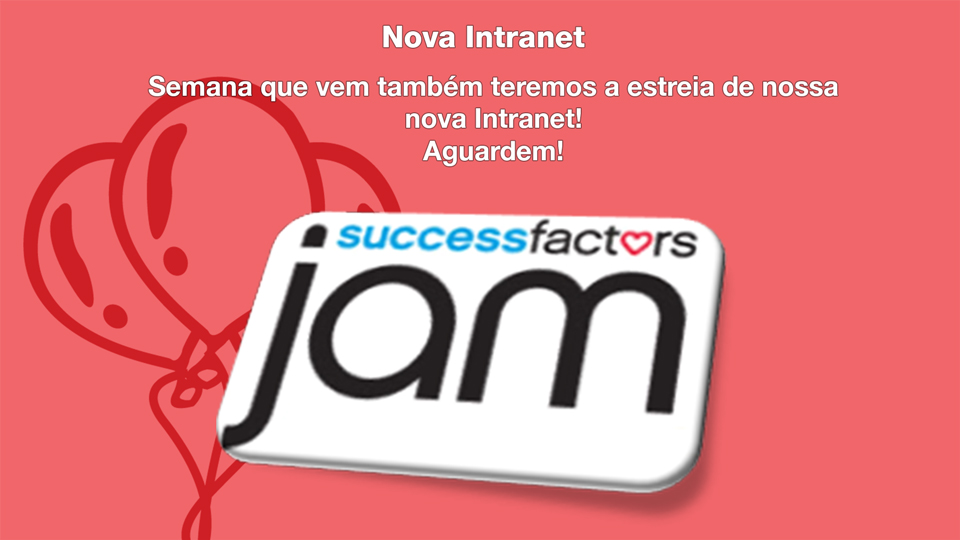 Nova Intranet
Semana que vem também teremos a estreia de nossa
nova Intranet!
Aguardem!
successfactors
jam